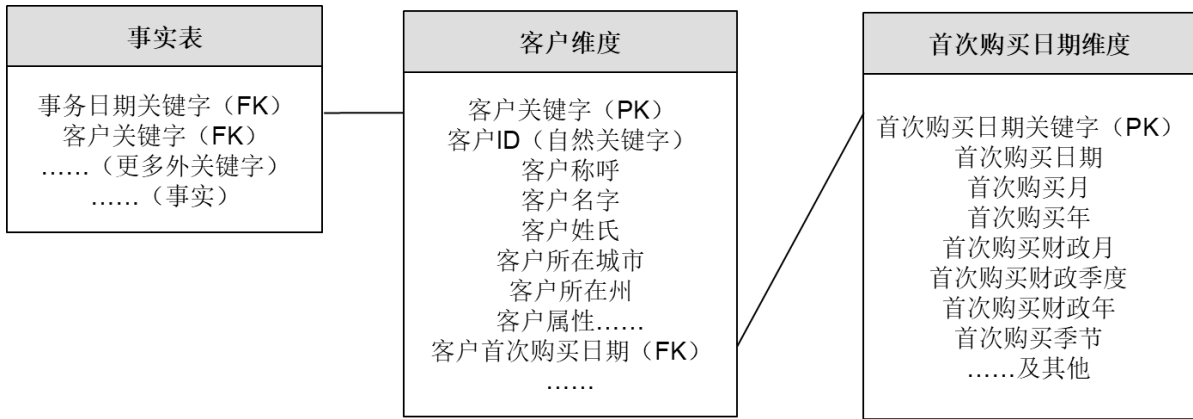 事实表
事务日期关键字（FK）
客户关键字（FK）
……（更多外关键字）
……（事实）
客户维度
客户关键字（PK）
客户ID（自然关键字）
客户称呼
客户名字
客户姓氏
客户所在城市
客户所在州
客户属性……
客户首次购买日期（FK）
……
首次购买日期维度
首次购买日期关键字（PK）
首次购买日期
首次购买月
首次购买年
首次购买财政月
首次购买财政季度
首次购买财政年
首次购买季节
……及其他